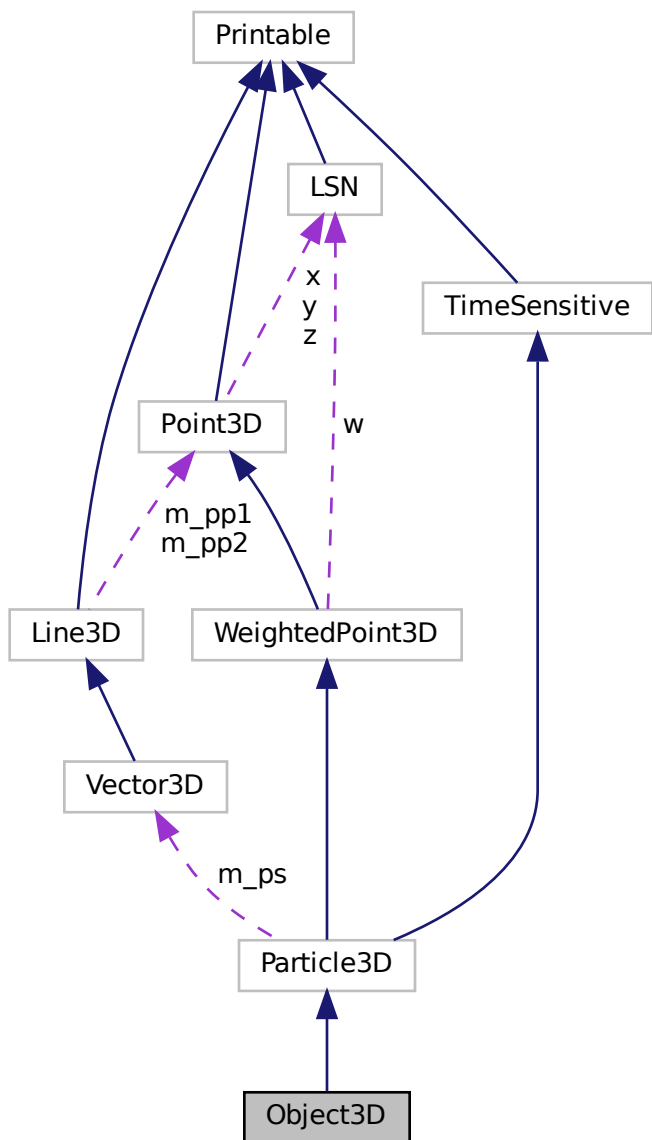 Printable
LSN
x
y
z
TimeSensitive
Point3D
w
m_pp1
m_pp2
Line3D
WeightedPoint3D
Vector3D
m_ps
Particle3D
Object3D